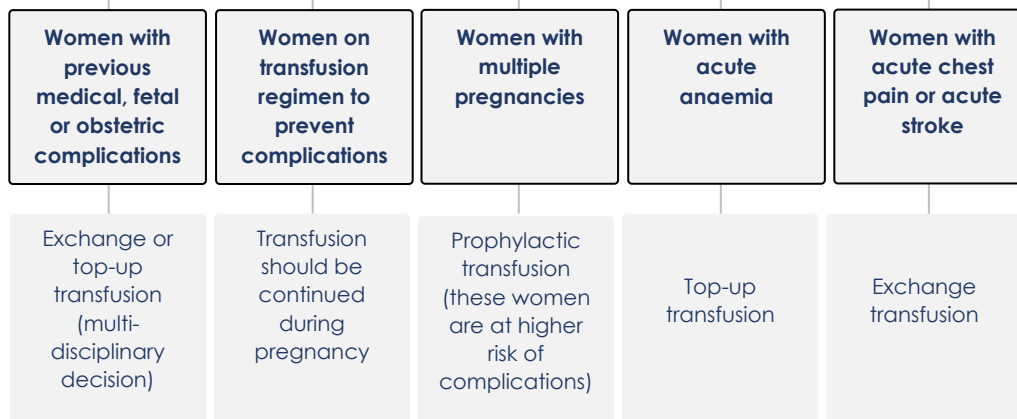 Women with
previous
medical, fetal
or obstetric
complications
Women on
transfusion
regimen to
prevent
complications
Women with
multiple
pregnancies
Women with
acute
anaemia
Women with
acute chest
pain or acute
stroke
Exchange or
top-up
transfusion
(multi-
disciplinary
decision)
Transfusion
should be
continued
during
pregnancy
Prophylactic
transfusion
(these women
are at higher
risk of
complications)
Top-up
transfusion
Exchange
transfusion